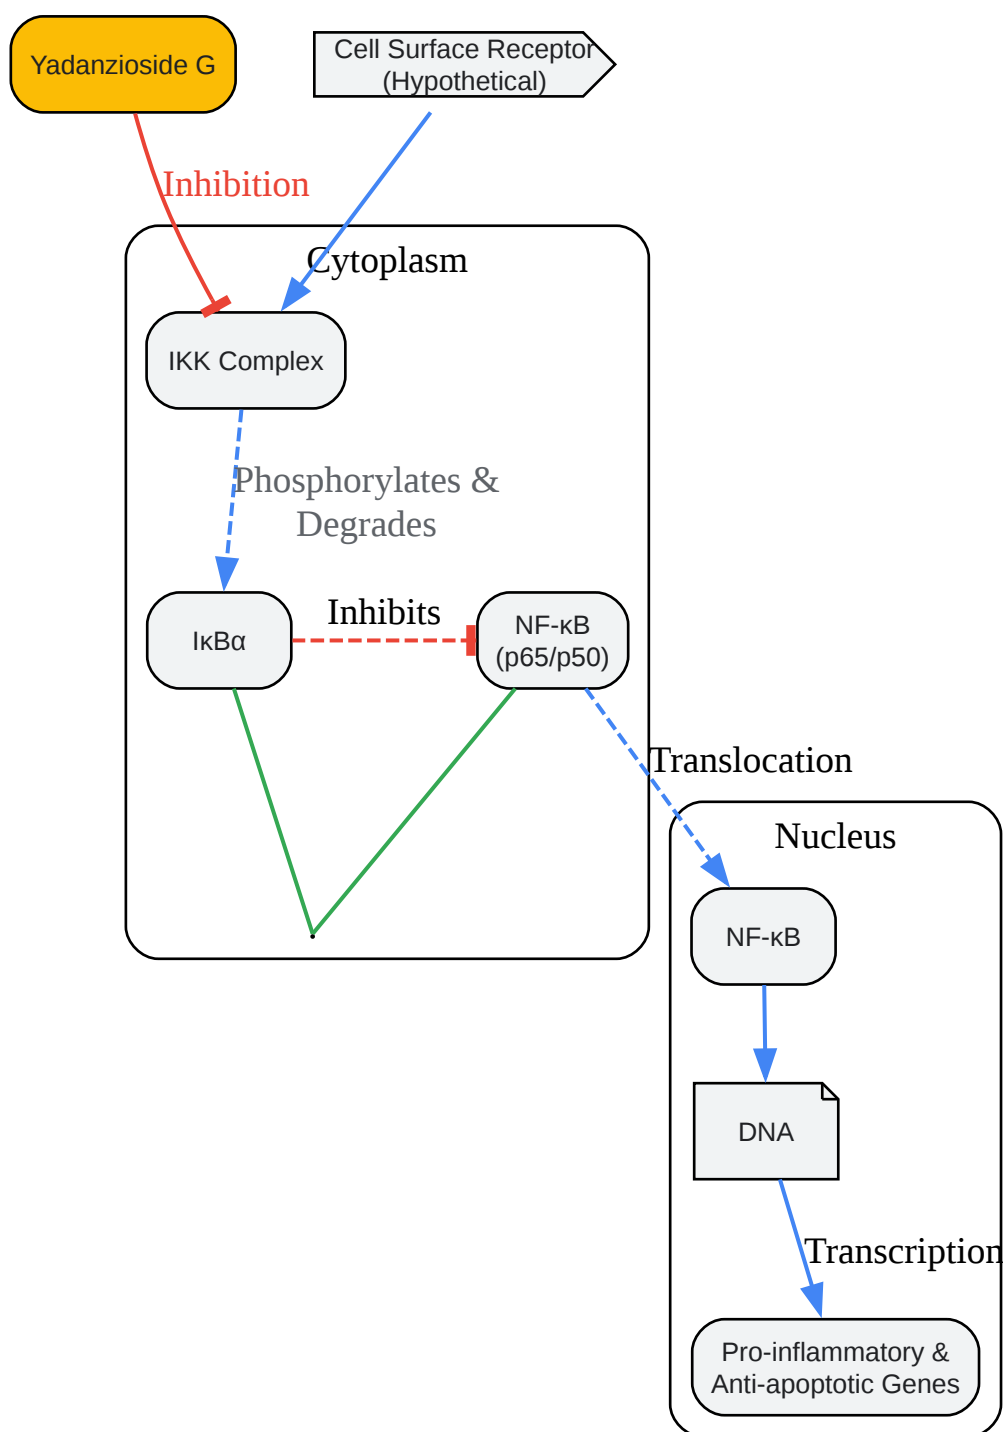 Yadanzioside G
Cell Surface Receptor
(Hypothetical)
Inhibition
Cytoplasm
IKK Complex
Phosphorylates &
Degrades
Inhibits
IκBα
NF-κB
(p65/p50)
Translocation
Nucleus
NF-κB
DNA
Transcription
Pro-inflammatory &
Anti-apoptotic Genes